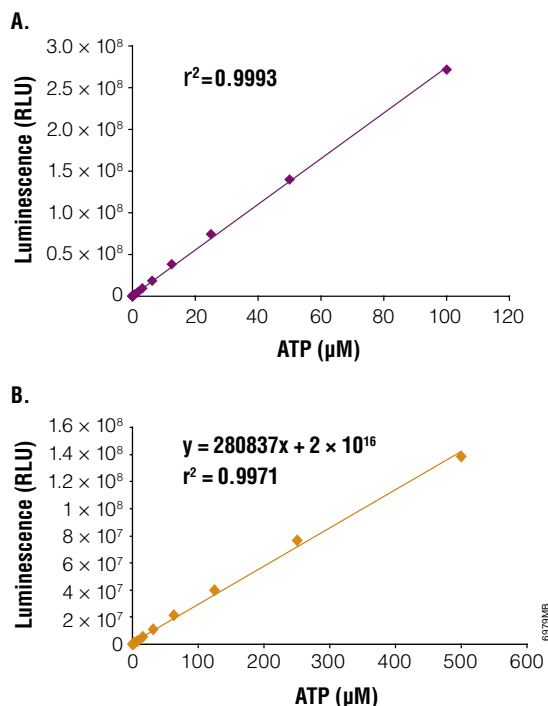 A.
r² = 0.9993
Luminescence (RLU)
3.0 × 10⁸
2.5 × 10⁸
2.0 × 10⁸
1.5 × 10⁸
1.0 × 10⁸
0.5 × 10⁸
0
0 20 40 60 80 100 120
ATP (µM)
B.
y = 280837x + 2 × 10¹⁶
r² = 0.9971
Luminescence (RLU)
1.6 × 10⁸
1.4 × 10⁸
1.2 × 10⁸
1.0 × 10⁸
8 × 10⁷
6 × 10⁷
4 × 10⁷
2 × 10⁷
0
0 100 200 300 400 500 600
ATP (µM)
6979MB